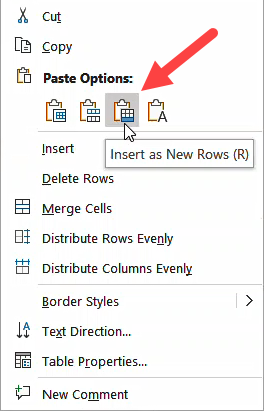 Cut
Copy
Paste Options:
Insert
Insert as New Rows (R)
Delete Rows
Merge Cells
Distribute Rows Evenly
Distribute Columns Evenly
Border Styles
Text Direction...
Table Properties...
New Comment